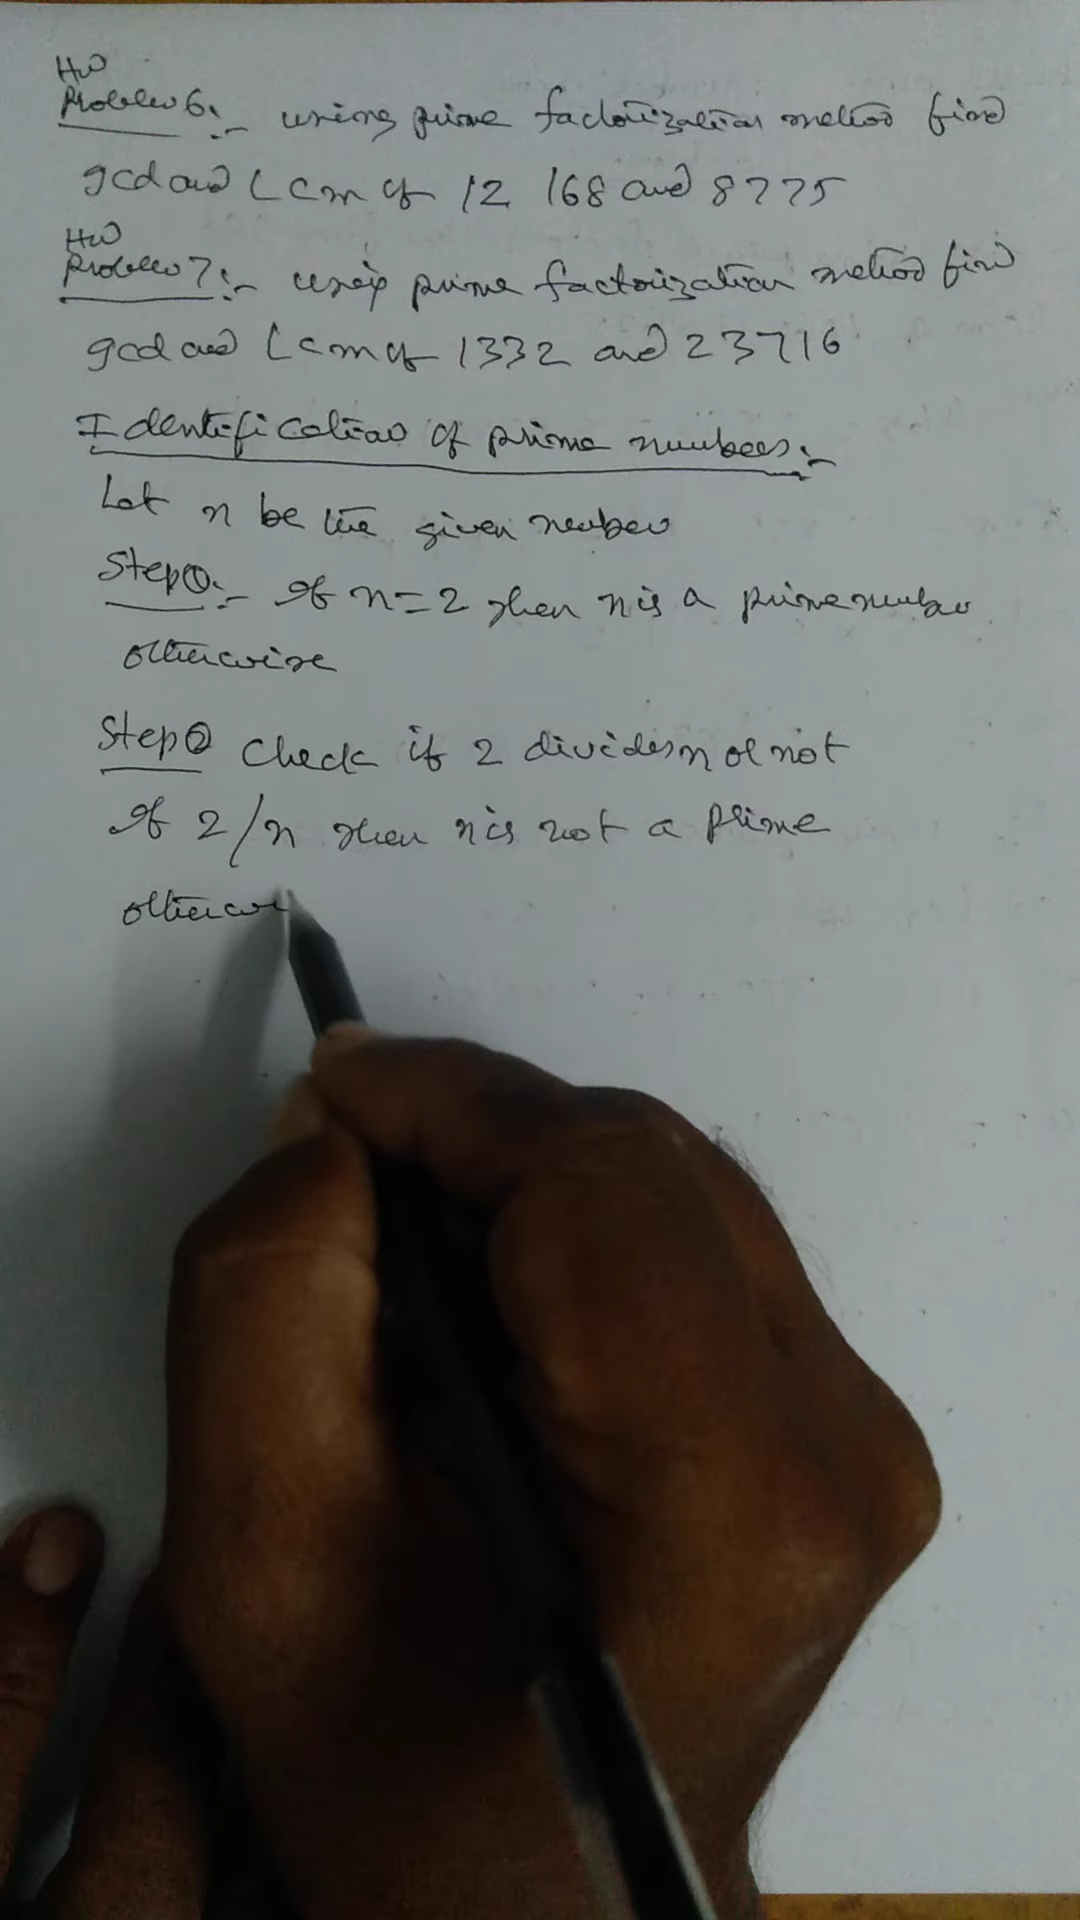 HW
Problem 6:- using prime factorization method find
gcd and Lcm of 12 168 and 8775
HW
Problem 7:- using prime factorization method find
gcd and Lcm of 1332 and 23716
Identification of prime numbers:-
Let n be the given number
Step①:- If n=2 then n is a prime number
otherwise
Step② Check if 2 divides n or not
If 2/n then n is not a prime
otherwi